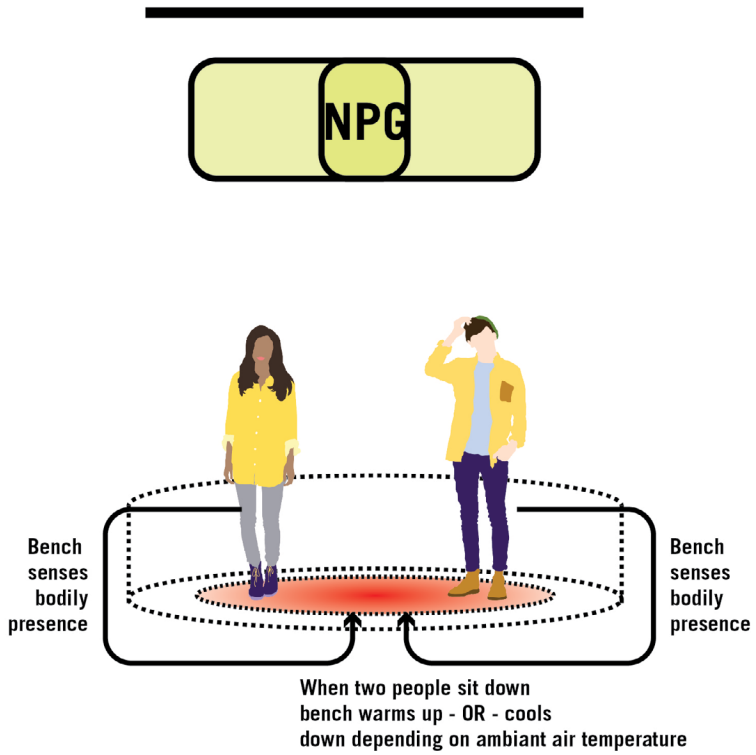 NPG
Bench
senses
bodily
presence
Bench
senses
bodily
presence
When two people sit down
bench warms up - OR - cools
down depending on ambiant air temperature